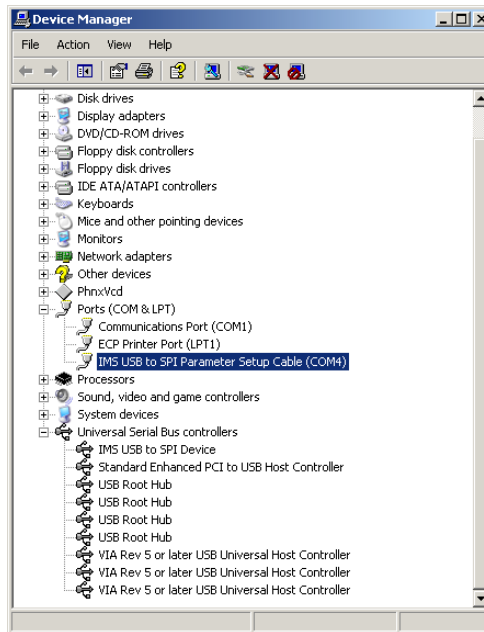 Device Manager
File Action View Help
Disk drives
Display adapters
DVD/CD-ROM drives
Floppy disk controllers
Floppy disk drives
IDE ATA/ATAPI controllers
Keyboards
Mice and other pointing devices
Monitors
Network adapters
Other devices
PhnxVcd
Ports (COM & LPT)
Communications Port (COM1)
ECP Printer Port (LPT1)
IMS USB to SPI Parameter Setup Cable (COM4)
Processors
Sound, video and game controllers
System devices
Universal Serial Bus controllers
IMS USB to SPI Device
Standard Enhanced PCI to USB Host Controller
USB Root Hub
USB Root Hub
USB Root Hub
USB Root Hub
VIA Rev 5 or later USB Universal Host Controller
VIA Rev 5 or later USB Universal Host Controller
VIA Rev 5 or later USB Universal Host Controller